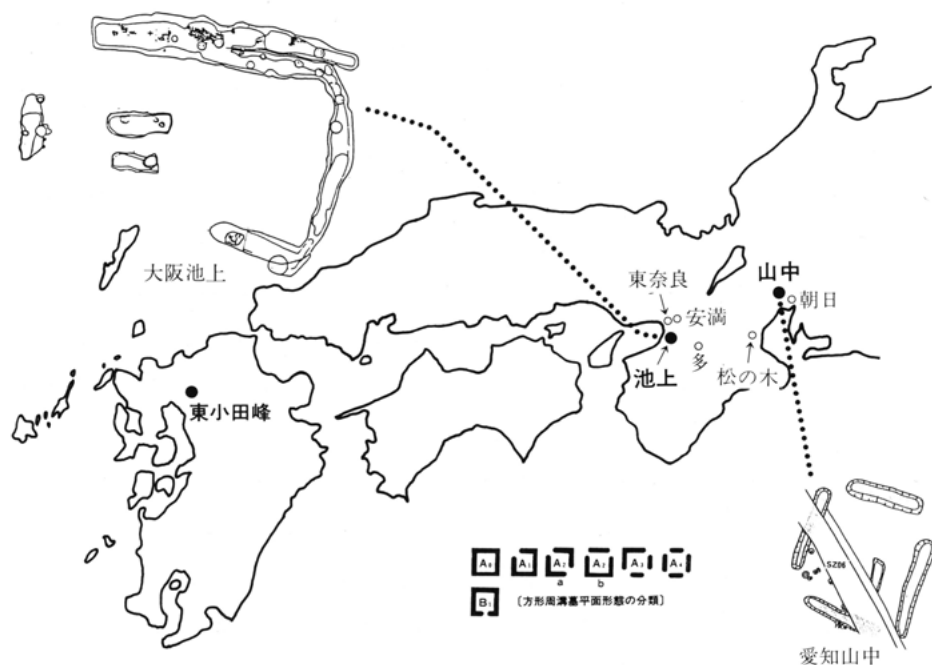 大阪池上
東奈良
安満
池上
多
松の木
山中
朝日
東小田峰
A₀ A₁ A₂ A₂ A₃ A₄
a b
B₁ 〔方形周溝墓平面形態の分類〕
SZ06
愛知山中